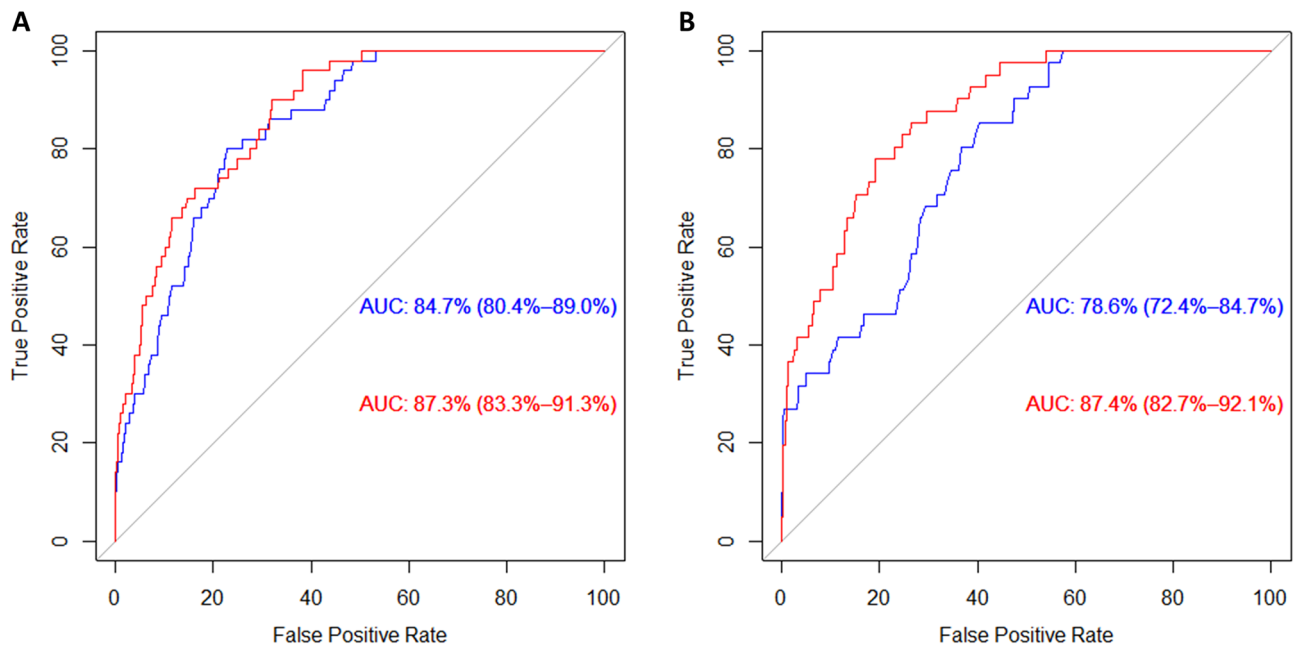 A
True Positive Rate
0
20
40
60
80
100
AUC: 84.7% (80.4%–89.0%)
AUC: 87.3% (83.3%–91.3%)
0
20
40
60
80
100
False Positive Rate
B
True Positive Rate
0
20
40
60
80
100
AUC: 78.6% (72.4%–84.7%)
AUC: 87.4% (82.7%–92.1%)
0
20
40
60
80
100
False Positive Rate